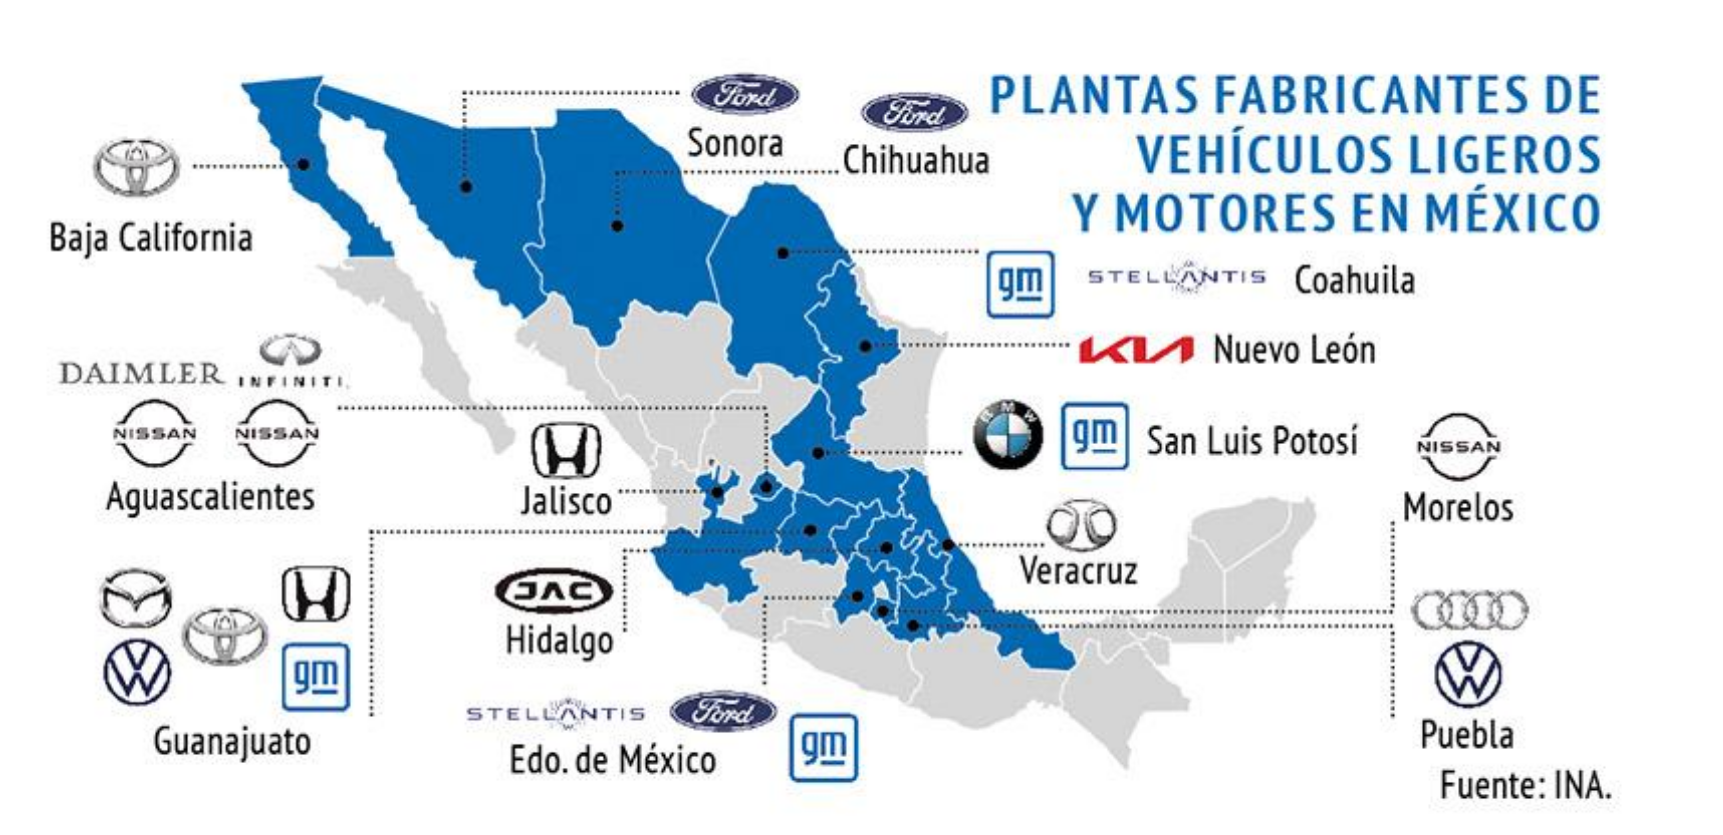 PLANTAS FABRICANTES DE
VEHÍCULOS LIGEROS
Y MOTORES EN MÉXICO
Ford
Sonora
Ford
Chihuahua
Baja California
gm
STELLANTIS
Coahuila
KIA
Nuevo León
DAIMLER
INFINITI.
NISSAN
NISSAN
Aguascalientes
Jalisco
BMW
gm
San Luis Potosí
NISSAN
Morelos
Veracruz
JAC
Hidalgo
gm
Guanajuato
STELLANTIS
Ford
gm
Edo. de México
Puebla
Fuente: INA.